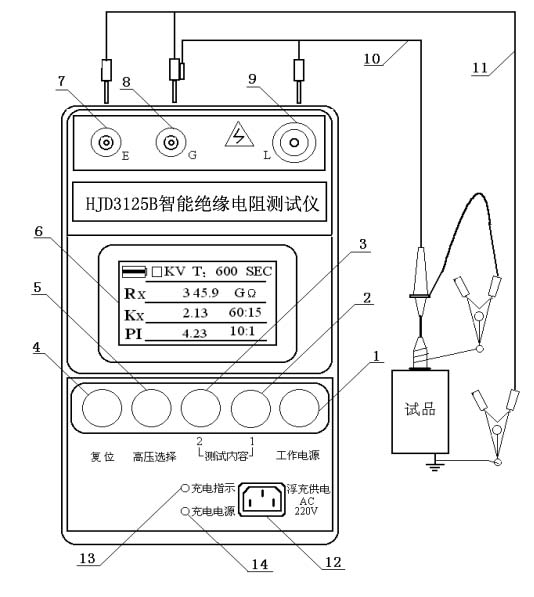 10
11
7
8
9
E
G
L
HJD3125B智能绝缘电阻测试仪
6
3
□KV T: 600 SEC
RX 345.9 GΩ
KX 2.13 60:15
PI 4.23 10:1
5
2
4
1
试品
2 1
复位 高压选择 测试内容 工作电源
充电指示 浮充供电
AC
充电电源 220V
13
14
12